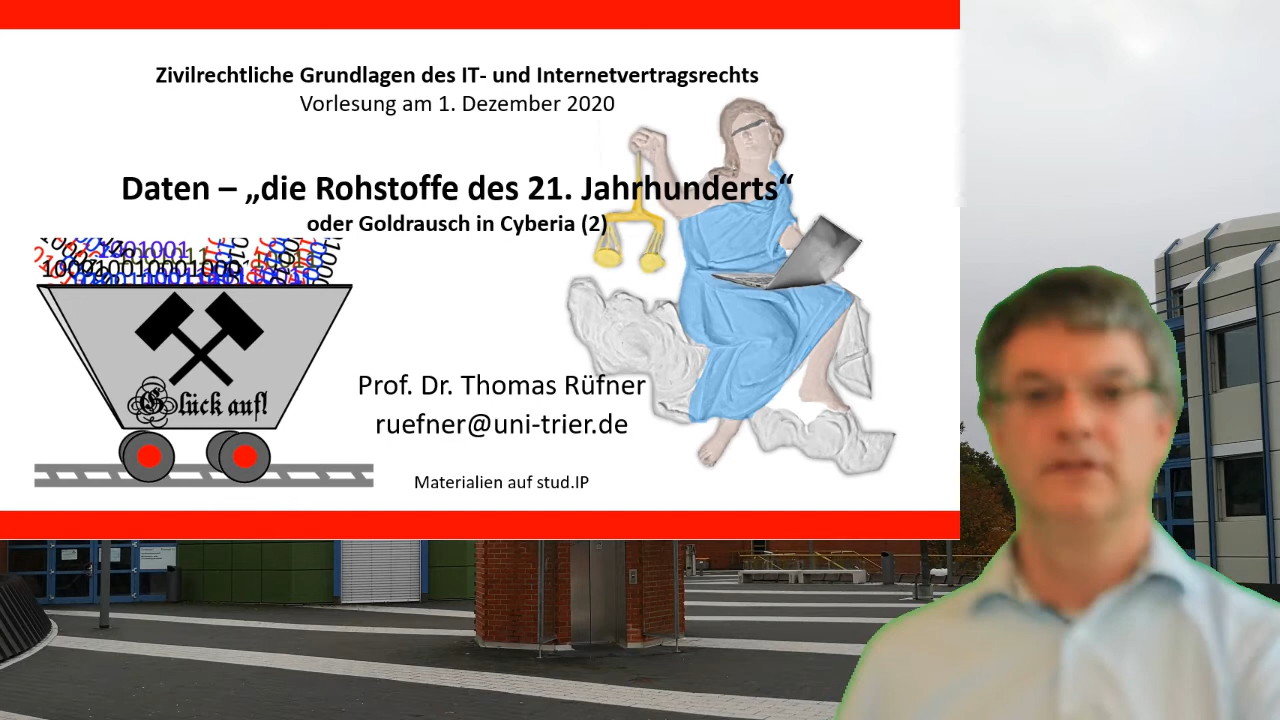 Zivilrechtliche Grundlagen des IT- und Internetvertragsrechts
Vorlesung am 1. Dezember 2020
Daten – „die Rohstoffe des 21. Jahrhunderts“
oder Goldrausch in Cyberia (2)
Glück auf!
Prof. Dr. Thomas Rüfner
ruefner@uni-trier.de
Materialien auf stud.IP